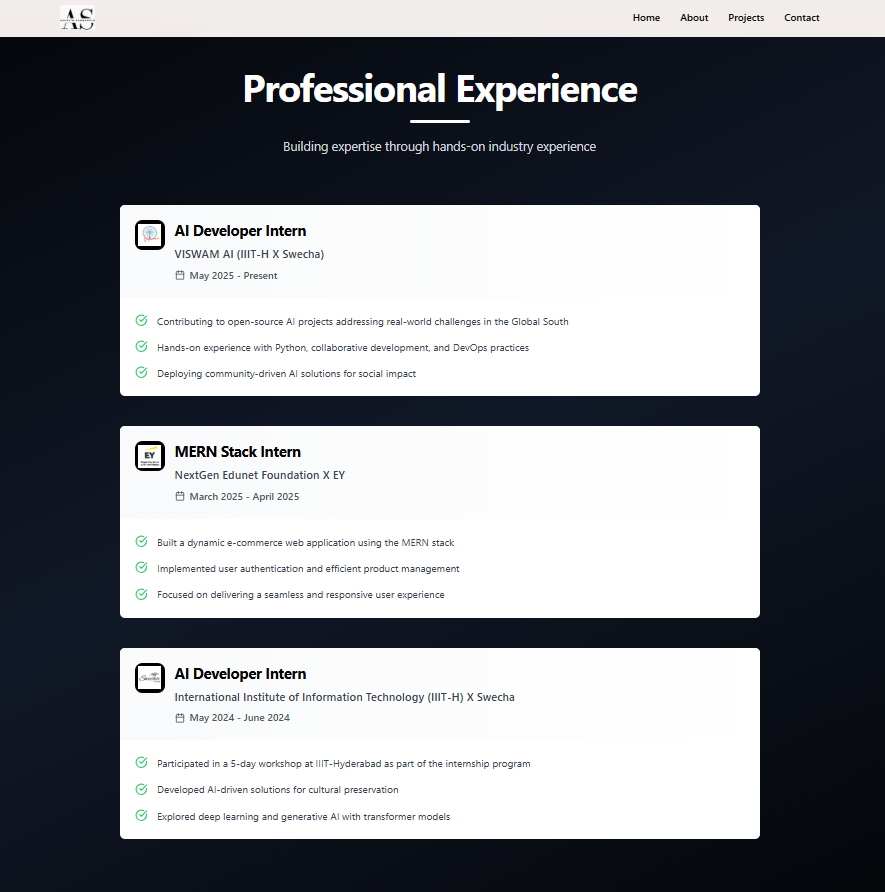 AS
Home About Projects Contact
Professional Experience
Building expertise through hands-on industry experience
AI Developer Intern
VISWAM AI (IIIT-H X Swecha)
May 2025 - Present
Contributing to open-source AI projects addressing real-world challenges in the Global South
Hands-on experience with Python, collaborative development, and DevOps practices
Deploying community-driven AI solutions for social impact
EY
MERN Stack Intern
NextGen Edunet Foundation X EY
March 2025 - April 2025
Built a dynamic e-commerce web application using the MERN stack
Implemented user authentication and efficient product management
Focused on delivering a seamless and responsive user experience
Swecha
AI Developer Intern
International Institute of Information Technology (IIIT-H) X Swecha
May 2024 - June 2024
Participated in a 5-day workshop at IIIT-Hyderabad as part of the internship program
Developed AI-driven solutions for cultural preservation
Explored deep learning and generative AI with transformer models